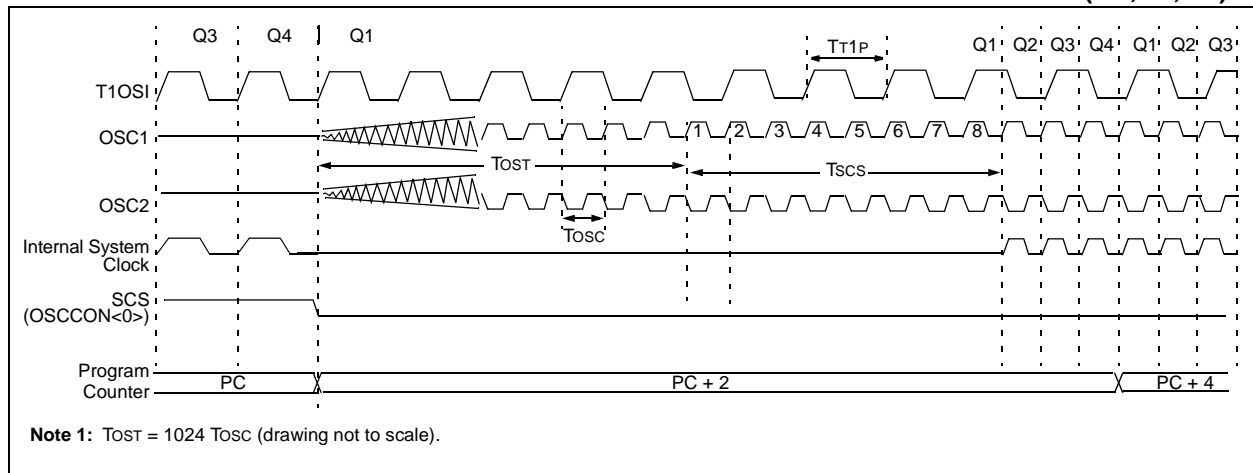 Q3 Q4 Q1 Q1 Q2 Q3 Q4 Q1 Q2 Q3
TT1P
T1OSI
OSC1
1 2 3 4 5 6 7 8
TOST
TSCS
OSC2
TOSC
Internal System
Clock
SCS
(OSCCON<0>)
Program
Counter
PC PC + 2 PC + 4
Note 1: TOST = 1024 TOSC (drawing not to scale).